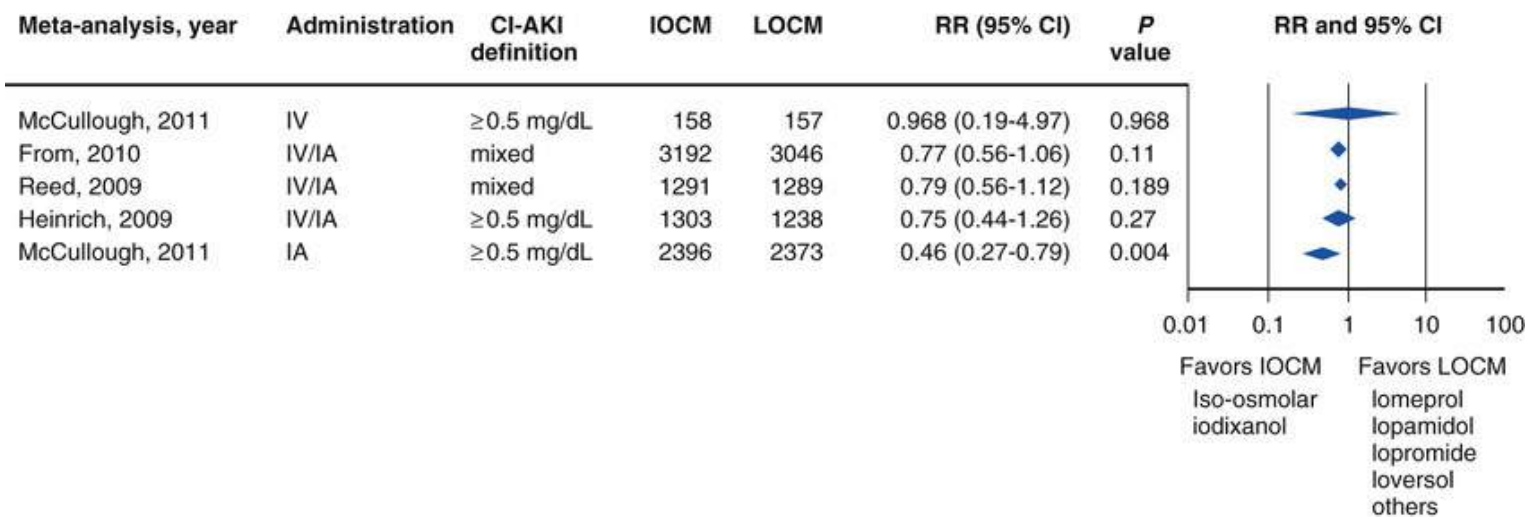 Meta-analysis, year Administration CI-AKI definition IOCM LOCM RR (95% CI) P value RR and 95% CI
McCullough, 2011 IV ≥0.5 mg/dL 158 157 0.968 (0.19-4.97) 0.968
From, 2010 IV/IA mixed 3192 3046 0.77 (0.56-1.06) 0.11
Reed, 2009 IV/IA mixed 1291 1289 0.79 (0.56-1.12) 0.189
Heinrich, 2009 IV/IA ≥0.5 mg/dL 1303 1238 0.75 (0.44-1.26) 0.27
McCullough, 2011 IA ≥0.5 mg/dL 2396 2373 0.46 (0.27-0.79) 0.004
0.01 0.1 1 10 100
Favors IOCM Favors LOCM
Iso-osmolar Iomeprol
iodixanol Iopamidol
Iopromide
Ioversol
others